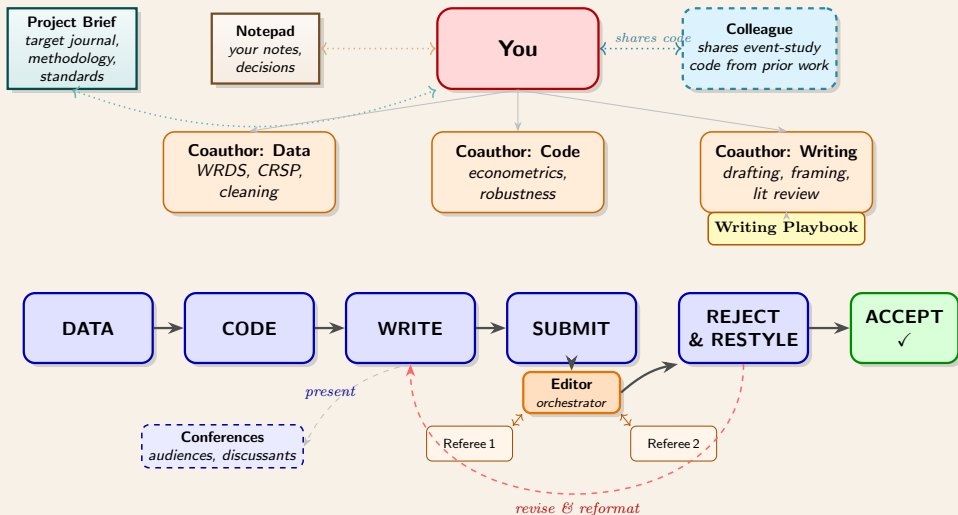 Project Brief
target journal,
methodology,
standards
Notepad
your notes,
decisions
You
shares code
Colleague
shares event-study
code from prior work
Coauthor: Data
WRDS, CRSP,
cleaning
Coauthor: Code
econometrics,
robustness
Coauthor: Writing
drafting, framing,
lit review
Writing Playbook
DATA
CODE
WRITE
SUBMIT
REJECT
& RESTYLE
ACCEPT
✓
present
Editor
orchestrator
Conferences
audiences, discussants
Referee 1
Referee 2
revise & reformat